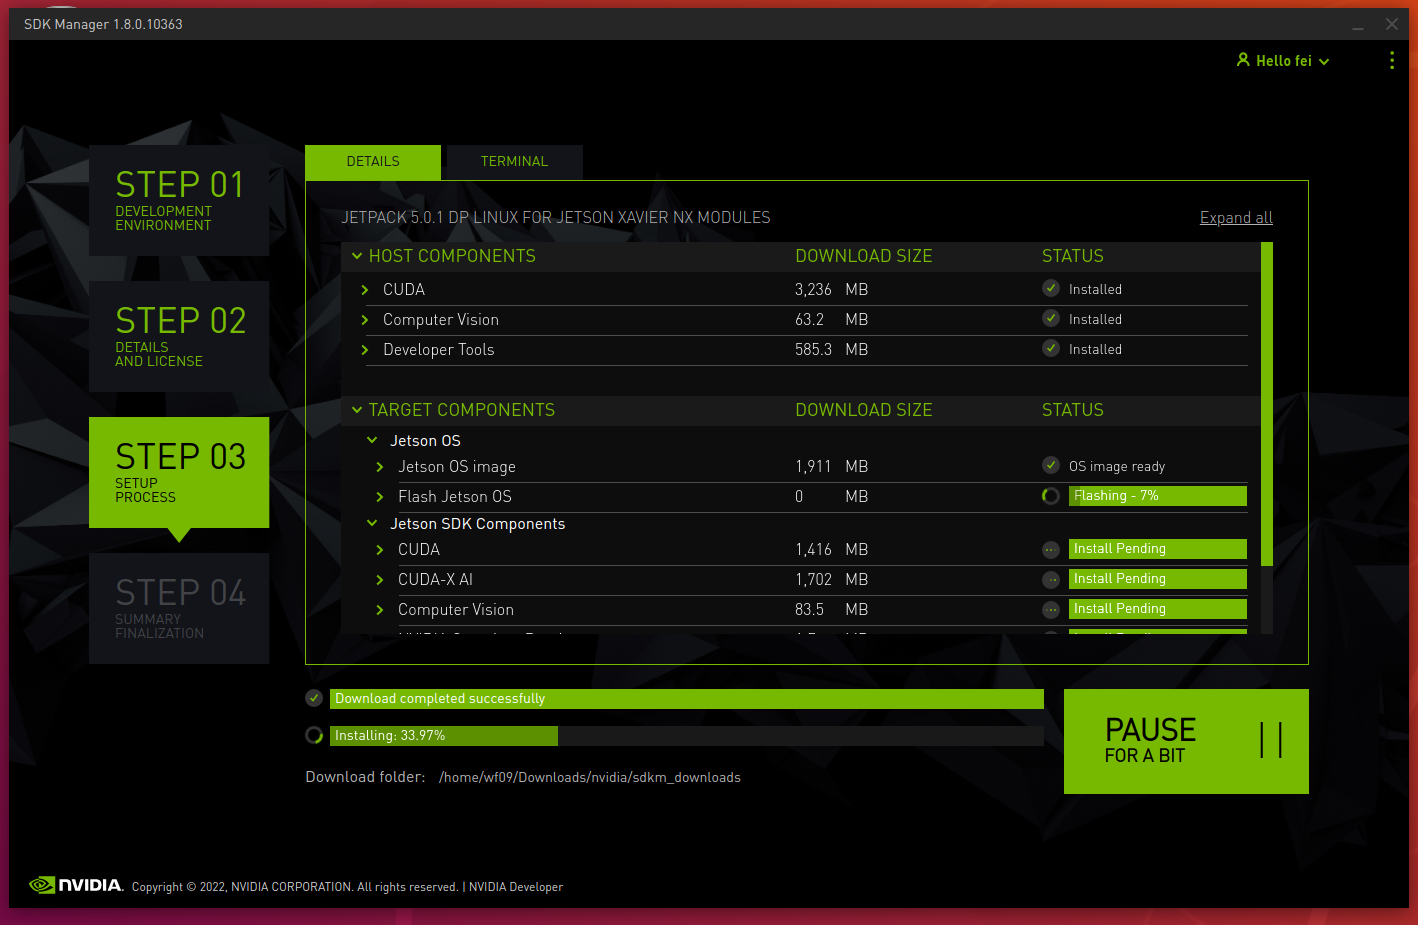 SDK Manager 1.8.0.10363
Hello fei
STEP 01
DEVELOPMENT
ENVIRONMENT
STEP 02
DETAILS
AND LICENSE
STEP 03
SETUP
PROCESS
STEP 04
SUMMARY
FINALIZATION
DETAILS TERMINAL
JETPACK 5.0.1 DP LINUX FOR JETSON XAVIER NX MODULES Expand all
HOST COMPONENTS DOWNLOAD SIZE STATUS
CUDA 3,236 MB Installed
Computer Vision 63.2 MB Installed
Developer Tools 585.3 MB Installed
TARGET COMPONENTS DOWNLOAD SIZE STATUS
Jetson OS
Jetson OS image 1,911 MB OS image ready
Flash Jetson OS 0 MB Flashing - 7%
Jetson SDK Components
CUDA 1,416 MB Install Pending
CUDA-X AI 1,702 MB Install Pending
Computer Vision 83.5 MB Install Pending
Download completed successfully
Installing: 33.97%
Download folder: /home/wf09/Downloads/nvidia/sdkm_downloads
PAUSE
FOR A BIT
NVIDIA. Copyright © 2022, NVIDIA CORPORATION. All rights reserved. | NVIDIA Developer